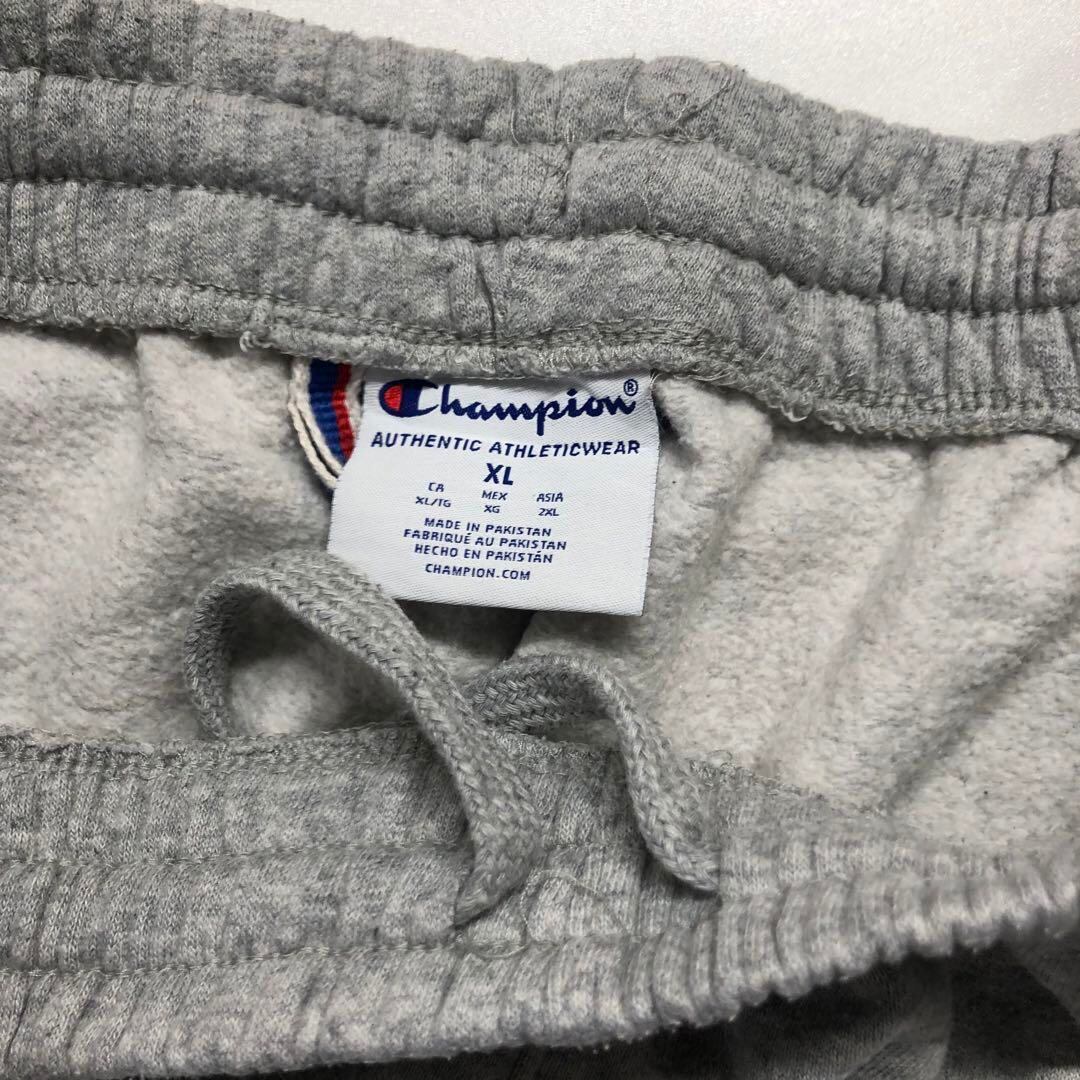 Champion®
AUTHENTIC ATHLETICWEAR
XL
CA MEX ASIA
XL/TG XG 2XL
MADE IN PAKISTAN
FABRIQUÉ AU PAKISTAN
HECHO EN PAKISTÁN
CHAMPION.COM